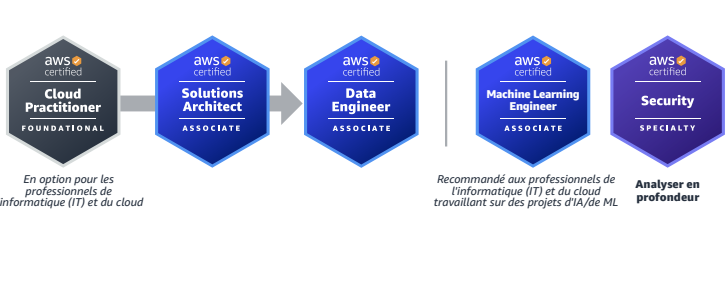 aws
certified
Cloud
Practitioner
FOUNDATIONAL
En option pour les
professionnels de
informatique (IT) et du cloud
aws
certified
Solutions
Architect
ASSOCIATE
aws
certified
Data
Engineer
ASSOCIATE
aws
certified
Machine Learning
Engineer
ASSOCIATE
Recommandé aux professionnels de
l'informatique (IT) et du cloud
travaillant sur des projets d'IA/de ML
aws
certified
Security
SPECIALTY
Analyser en
profondeur